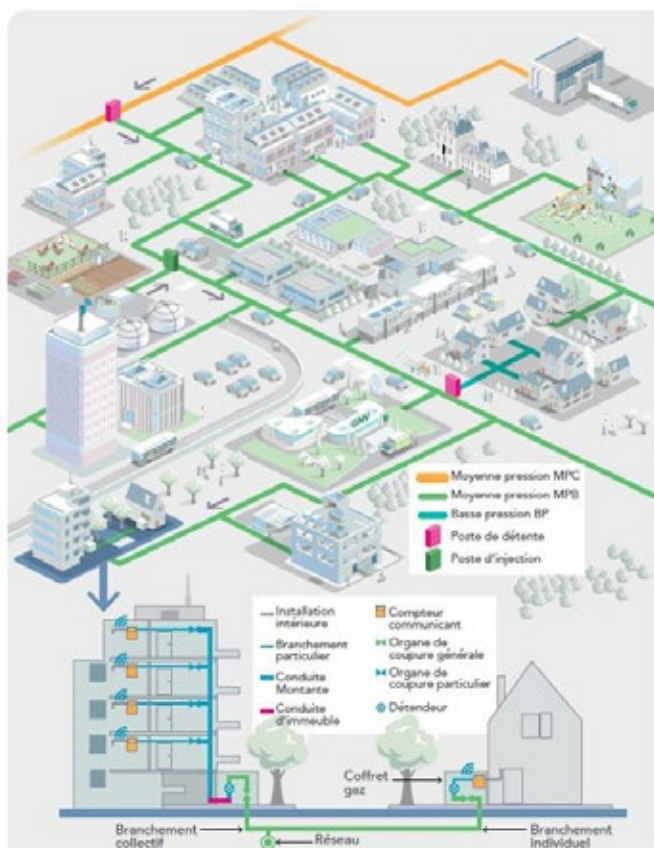 Moyenne pression MPC
Moyenne pression MPB
Basse pression BP
Poste de détente
Poste d'injection
Installation
intérieure
Branchement
particulier
Conduite
Montante
Conduite
d'immeuble
Compteur
communicant
Organe de
coupure générale
Organe de
coupure particulier
Détendeur
Coffret
gaz
Branchement
collectif
Réseau
Branchement
individuel